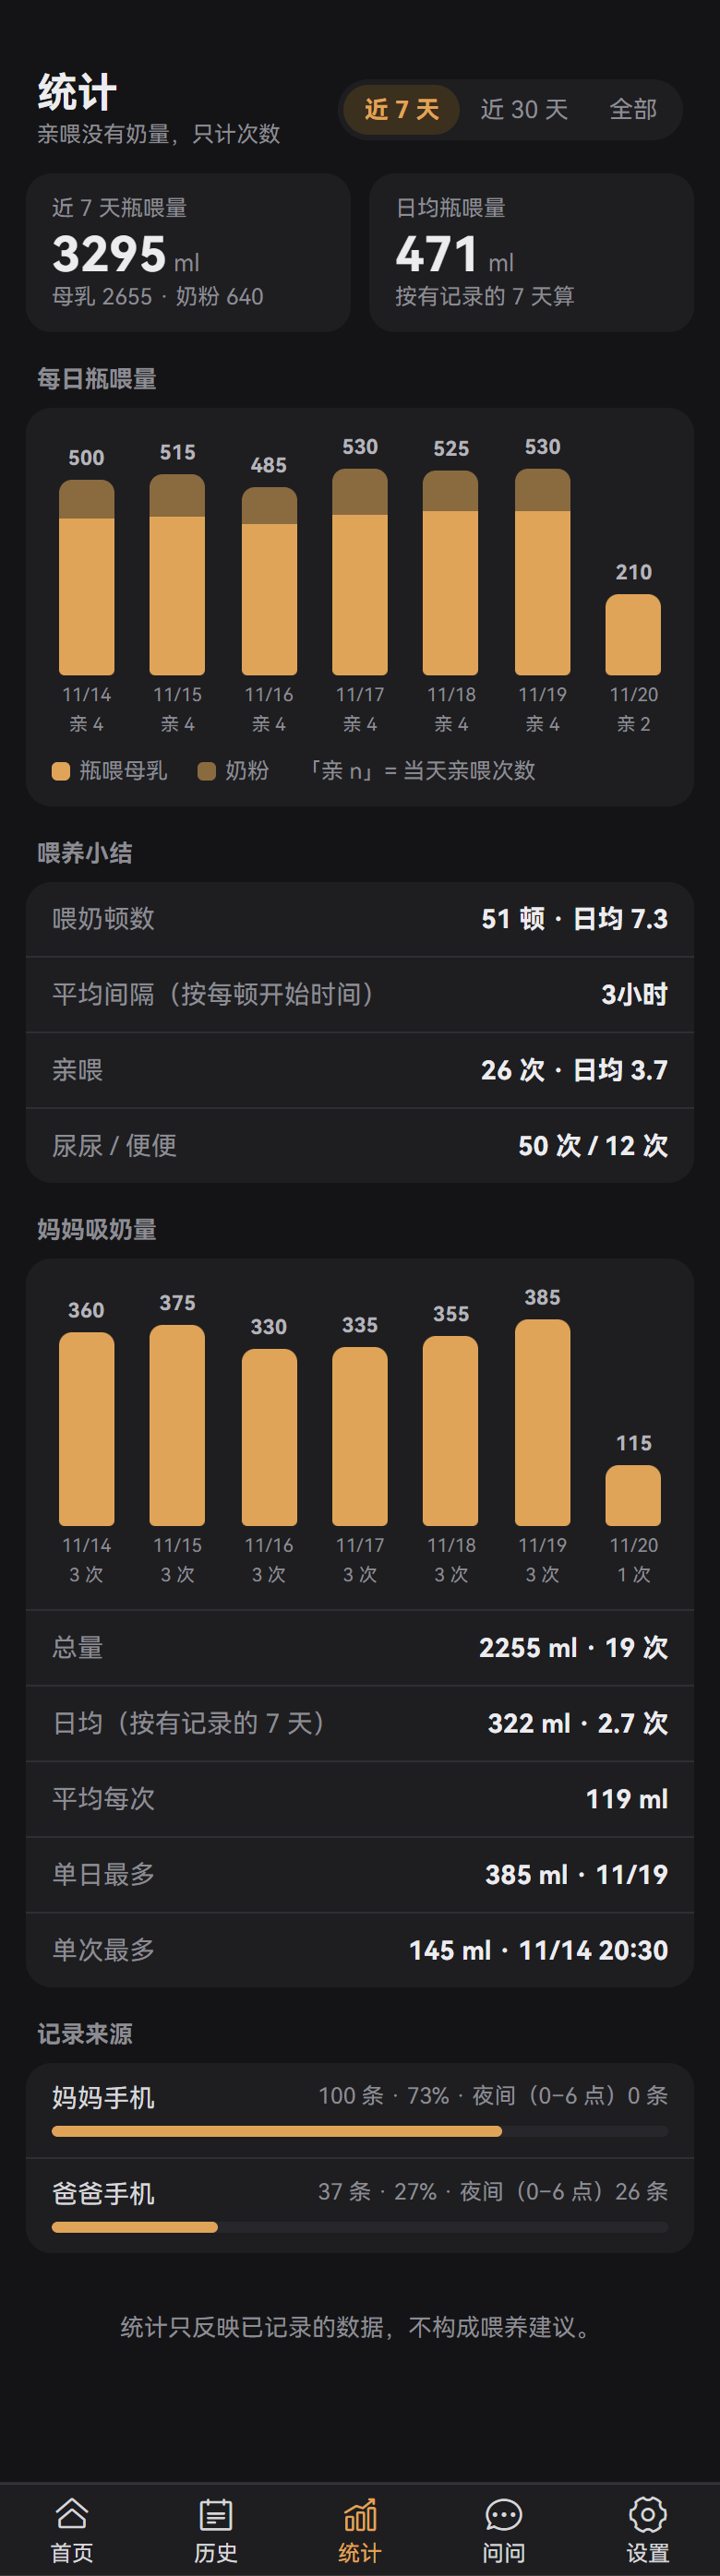 统计
亲喂没有奶量，只计次数
近 7 天 近 30 天 全部
近 7 天瓶喂量
3295 ml
母乳 2655 · 奶粉 640
日均瓶喂量
471 ml
按有记录的 7 天算
每日瓶喂量
500 515 485 530 525 530 210
11/14 11/15 11/16 11/17 11/18 11/19 11/20
亲 4 亲 4 亲 4 亲 4 亲 4 亲 4 亲 2
瓶喂母乳 奶粉 「亲 n」= 当天亲喂次数
喂养小结
喂奶顿数 51 顿 · 日均 7.3
平均间隔（按每顿开始时间） 3小时
亲喂 26 次 · 日均 3.7
尿尿 / 便便 50 次 / 12 次
妈妈吸奶量
360 375 330 335 355 385 115
11/14 11/15 11/16 11/17 11/18 11/19 11/20
3 次 3 次 3 次 3 次 3 次 3 次 1 次
总量 2255 ml · 19 次
日均（按有记录的 7 天） 322 ml · 2.7 次
平均每次 119 ml
单日最多 385 ml · 11/19
单次最多 145 ml · 11/14 20:30
记录来源
妈妈手机 100 条 · 73% · 夜间（0–6 点）0 条
爸爸手机 37 条 · 27% · 夜间（0–6 点）26 条
统计只反映已记录的数据，不构成喂养建议。
首页 历史 统计 问问 设置